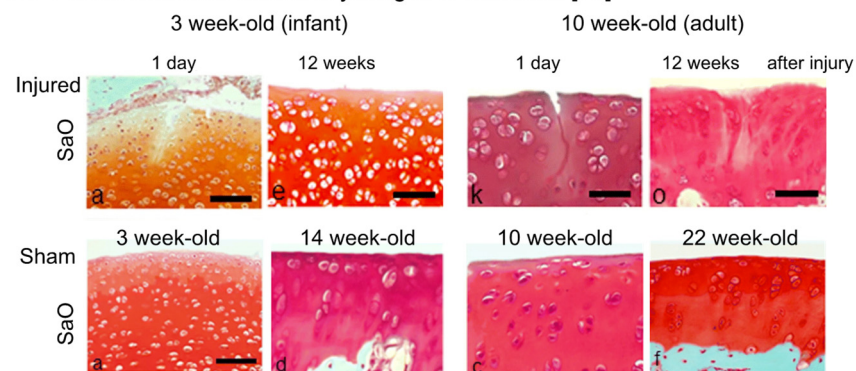 3 week-old (infant) 10 week-old (adult)
1 day 12 weeks 1 day 12 weeks after injury
Injured
SaO
a e k o
3 week-old 14 week-old 10 week-old 22 week-old
Sham
SaO
a d c f